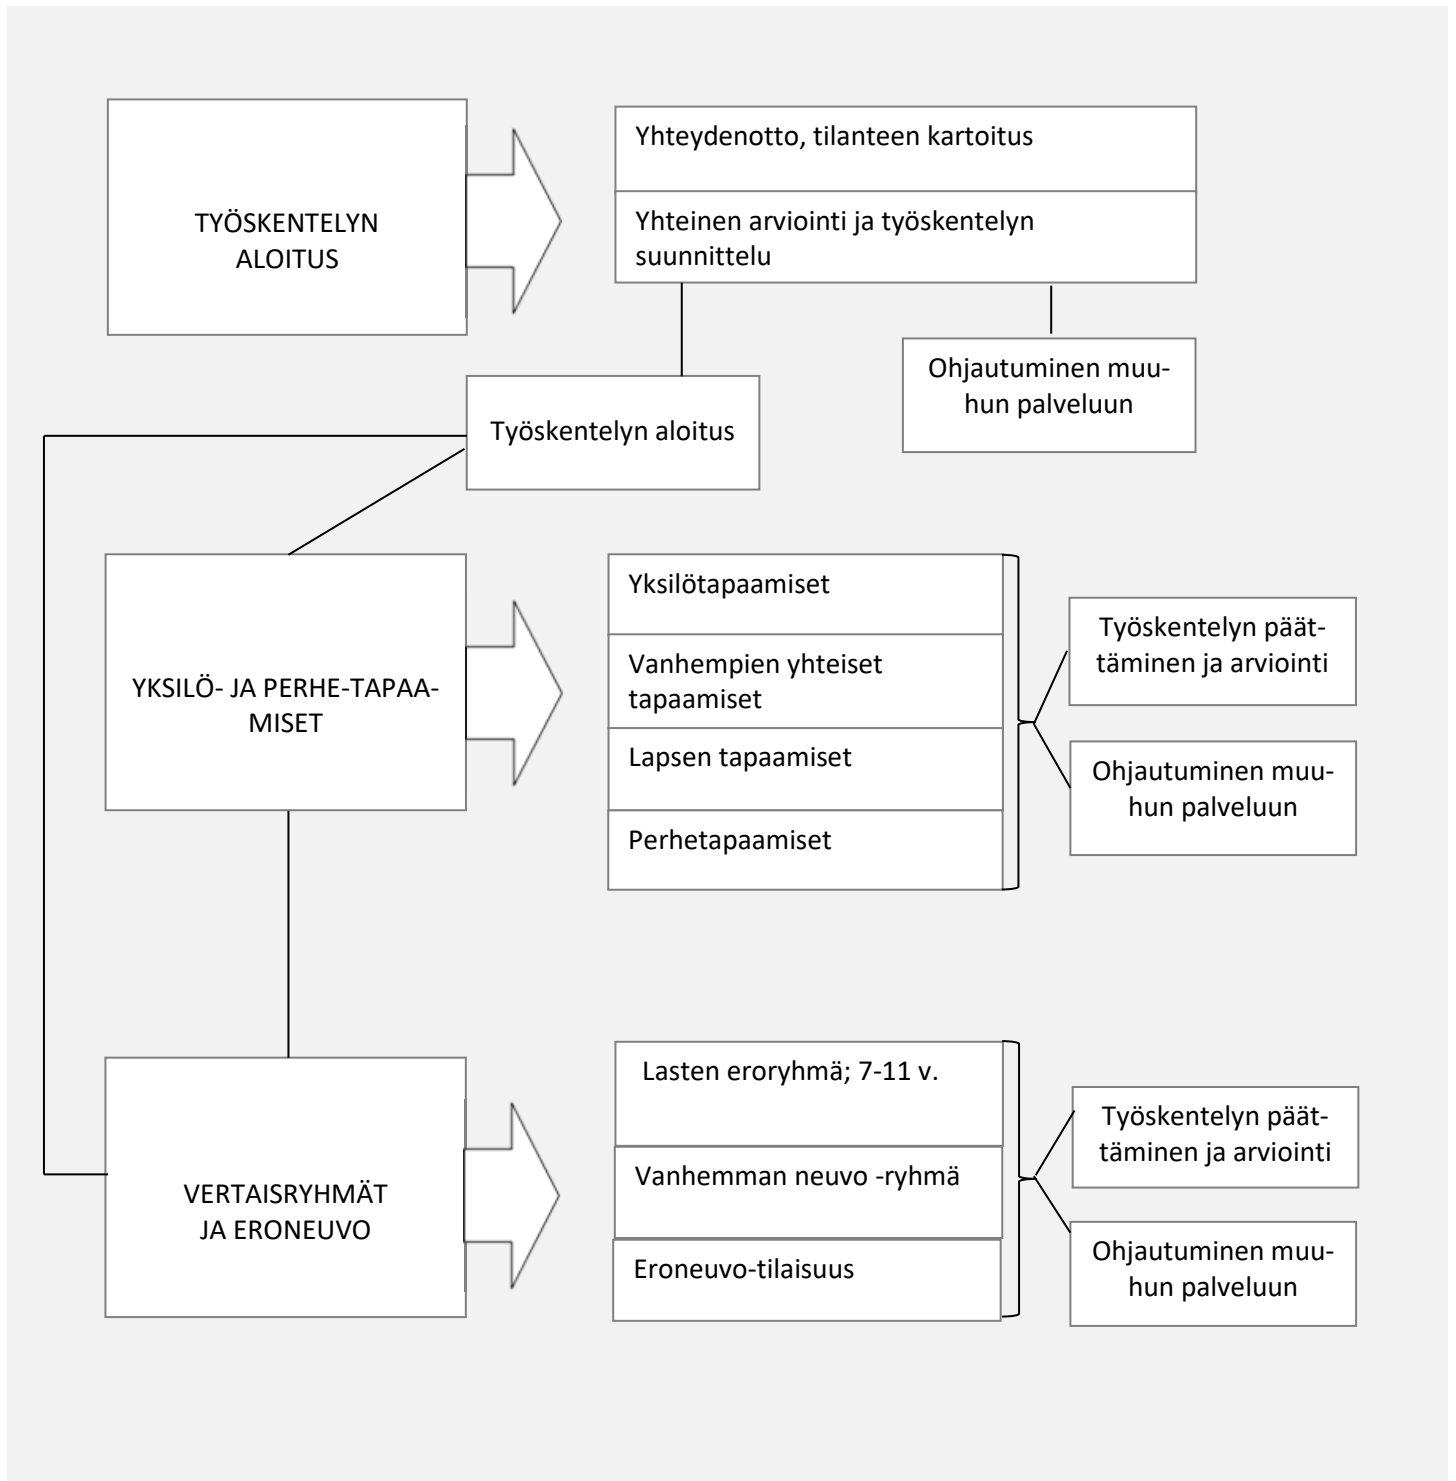 TYÖSKENTELYN
ALOITUS
Yhteydenotto, tilanteen kartoitus
Yhteinen arviointi ja työskentelyn
suunnittelu
Ohjautuminen muu-
hun palveluun
Työskentelyn aloitus
YKSILÖ- JA PERHE-TAPAA-
MISET
Yksilötapaamiset
Vanhempien yhteiset
tapaamiset
Lapsen tapaamiset
Perhetapaamiset
Työskentelyn päät-
täminen ja arviointi
Ohjautuminen muu-
hun palveluun
VERTAISRYHMÄT
JA ERONEUVO
Lasten eroryhmä; 7-11 v.
Vanhemman neuvo -ryhmä
Eroneuvo-tilaisuus
Työskentelyn päät-
täminen ja arviointi
Ohjautuminen muu-
hun palveluun